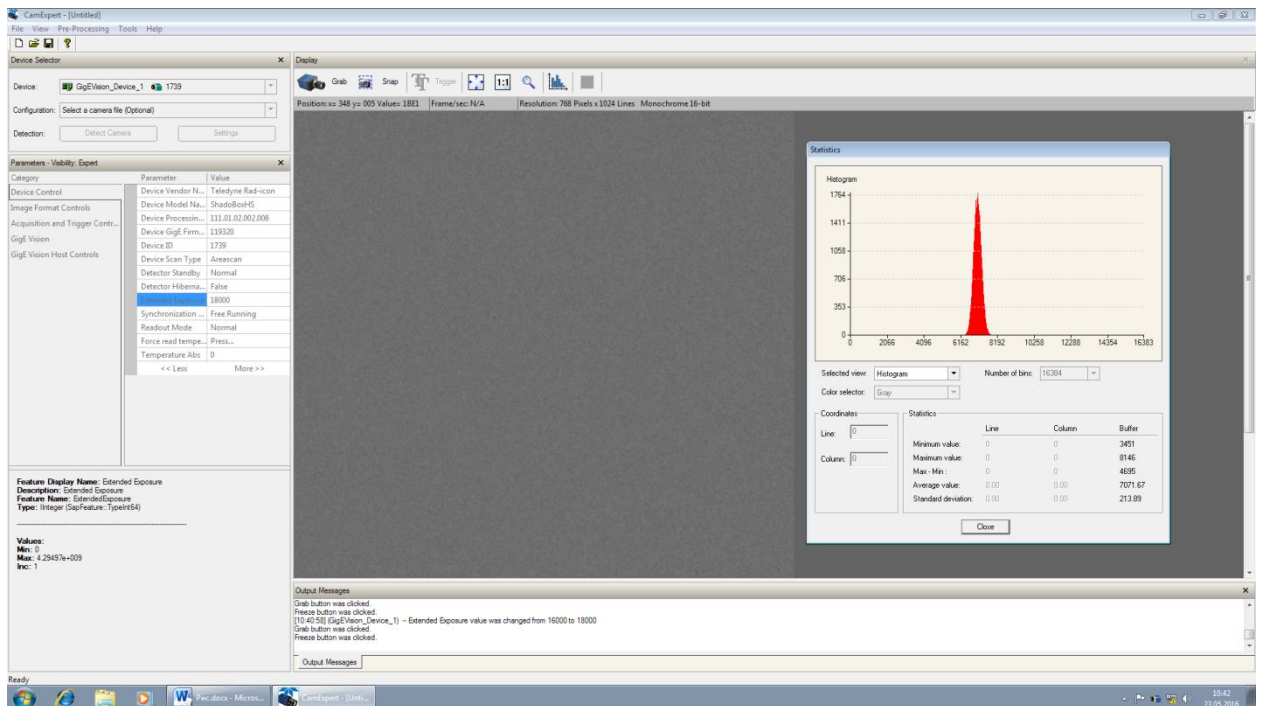 CamExpert - [Untitled]
File View Pre-Processing Tools Help
Device Selector
Device: GigEVision_Device_1 1739
Configuration: Select a camera file (Optional)
Detection: Detect Camera Settings
Parameters - Visibility: Expert
Category
Device Control
Image Format Controls
Acquisition and Trigger Contr...
GigE Vision
GigE Vision Host Controls
Parameter Value
Device Vendor N... Teledyne Rad-icon
Device Model Na... ShadoBoxHS
Device Processin... 111.01.02.002.008
Device GigE Firm... 119320
Device ID 1739
Device Scan Type Areascan
Detector Standby Normal
Detector Hiberna... False
Extended Exposure 18000
Synchronization ... Free Running
Readout Mode Normal
Force read tempe... Press...
Temperature Abs 0
<< Less More >>
Feature Display Name: Extended Exposure
Description: Extended Exposure
Feature Name: ExtendedExposure
Type: IInteger (SapFeature::TypeInt64)
Values:
Min: 0
Max: 4.29497e+009
Inc: 1
Display
Grab Snap Trigger 1:1
Position: x= 348 y= 005 Value= 1BE1 Frame/sec: N/A Resolution: 768 Pixels x 1024 Lines Monochrome 16-bit
Statistics
Histogram
1764
1411
1058
706
353
0
0 2066 4096 6162 8192 10258 12288 14354 16383
Selected view: Histogram Number of bins: 16384
Color selector: Gray
Coordinates
Line: 0
Column: 0
Statistics
Line Column Buffer
Minimum value: 0 0 3451
Maximum value: 0 0 8146
Max - Min : 0 0 4695
Average value: 0.00 0.00 7071.67
Standard deviation: 0.00 0.00 213.89
Close
Output Messages
Grab button was clicked.
Freeze button was clicked.
[10:40:58] (GigEVision_Device_1) -- Extended Exposure value was changed from 16000 to 18000
Grab button was clicked.
Freeze button was clicked.
Output Messages
Ready
Рис.docx - Micros...
CamExpert - [Unti...
10:42
23.05.2016